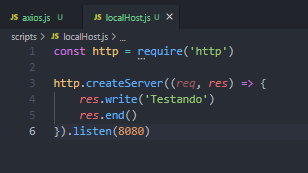 axios.js U localHost.js U ×
scripts > localHost.js > ...
1 const http = require('http')
2
3 http.createServer((req, res) => {
4 res.write('Testando')
5 res.end()
6 }).listen(8080)